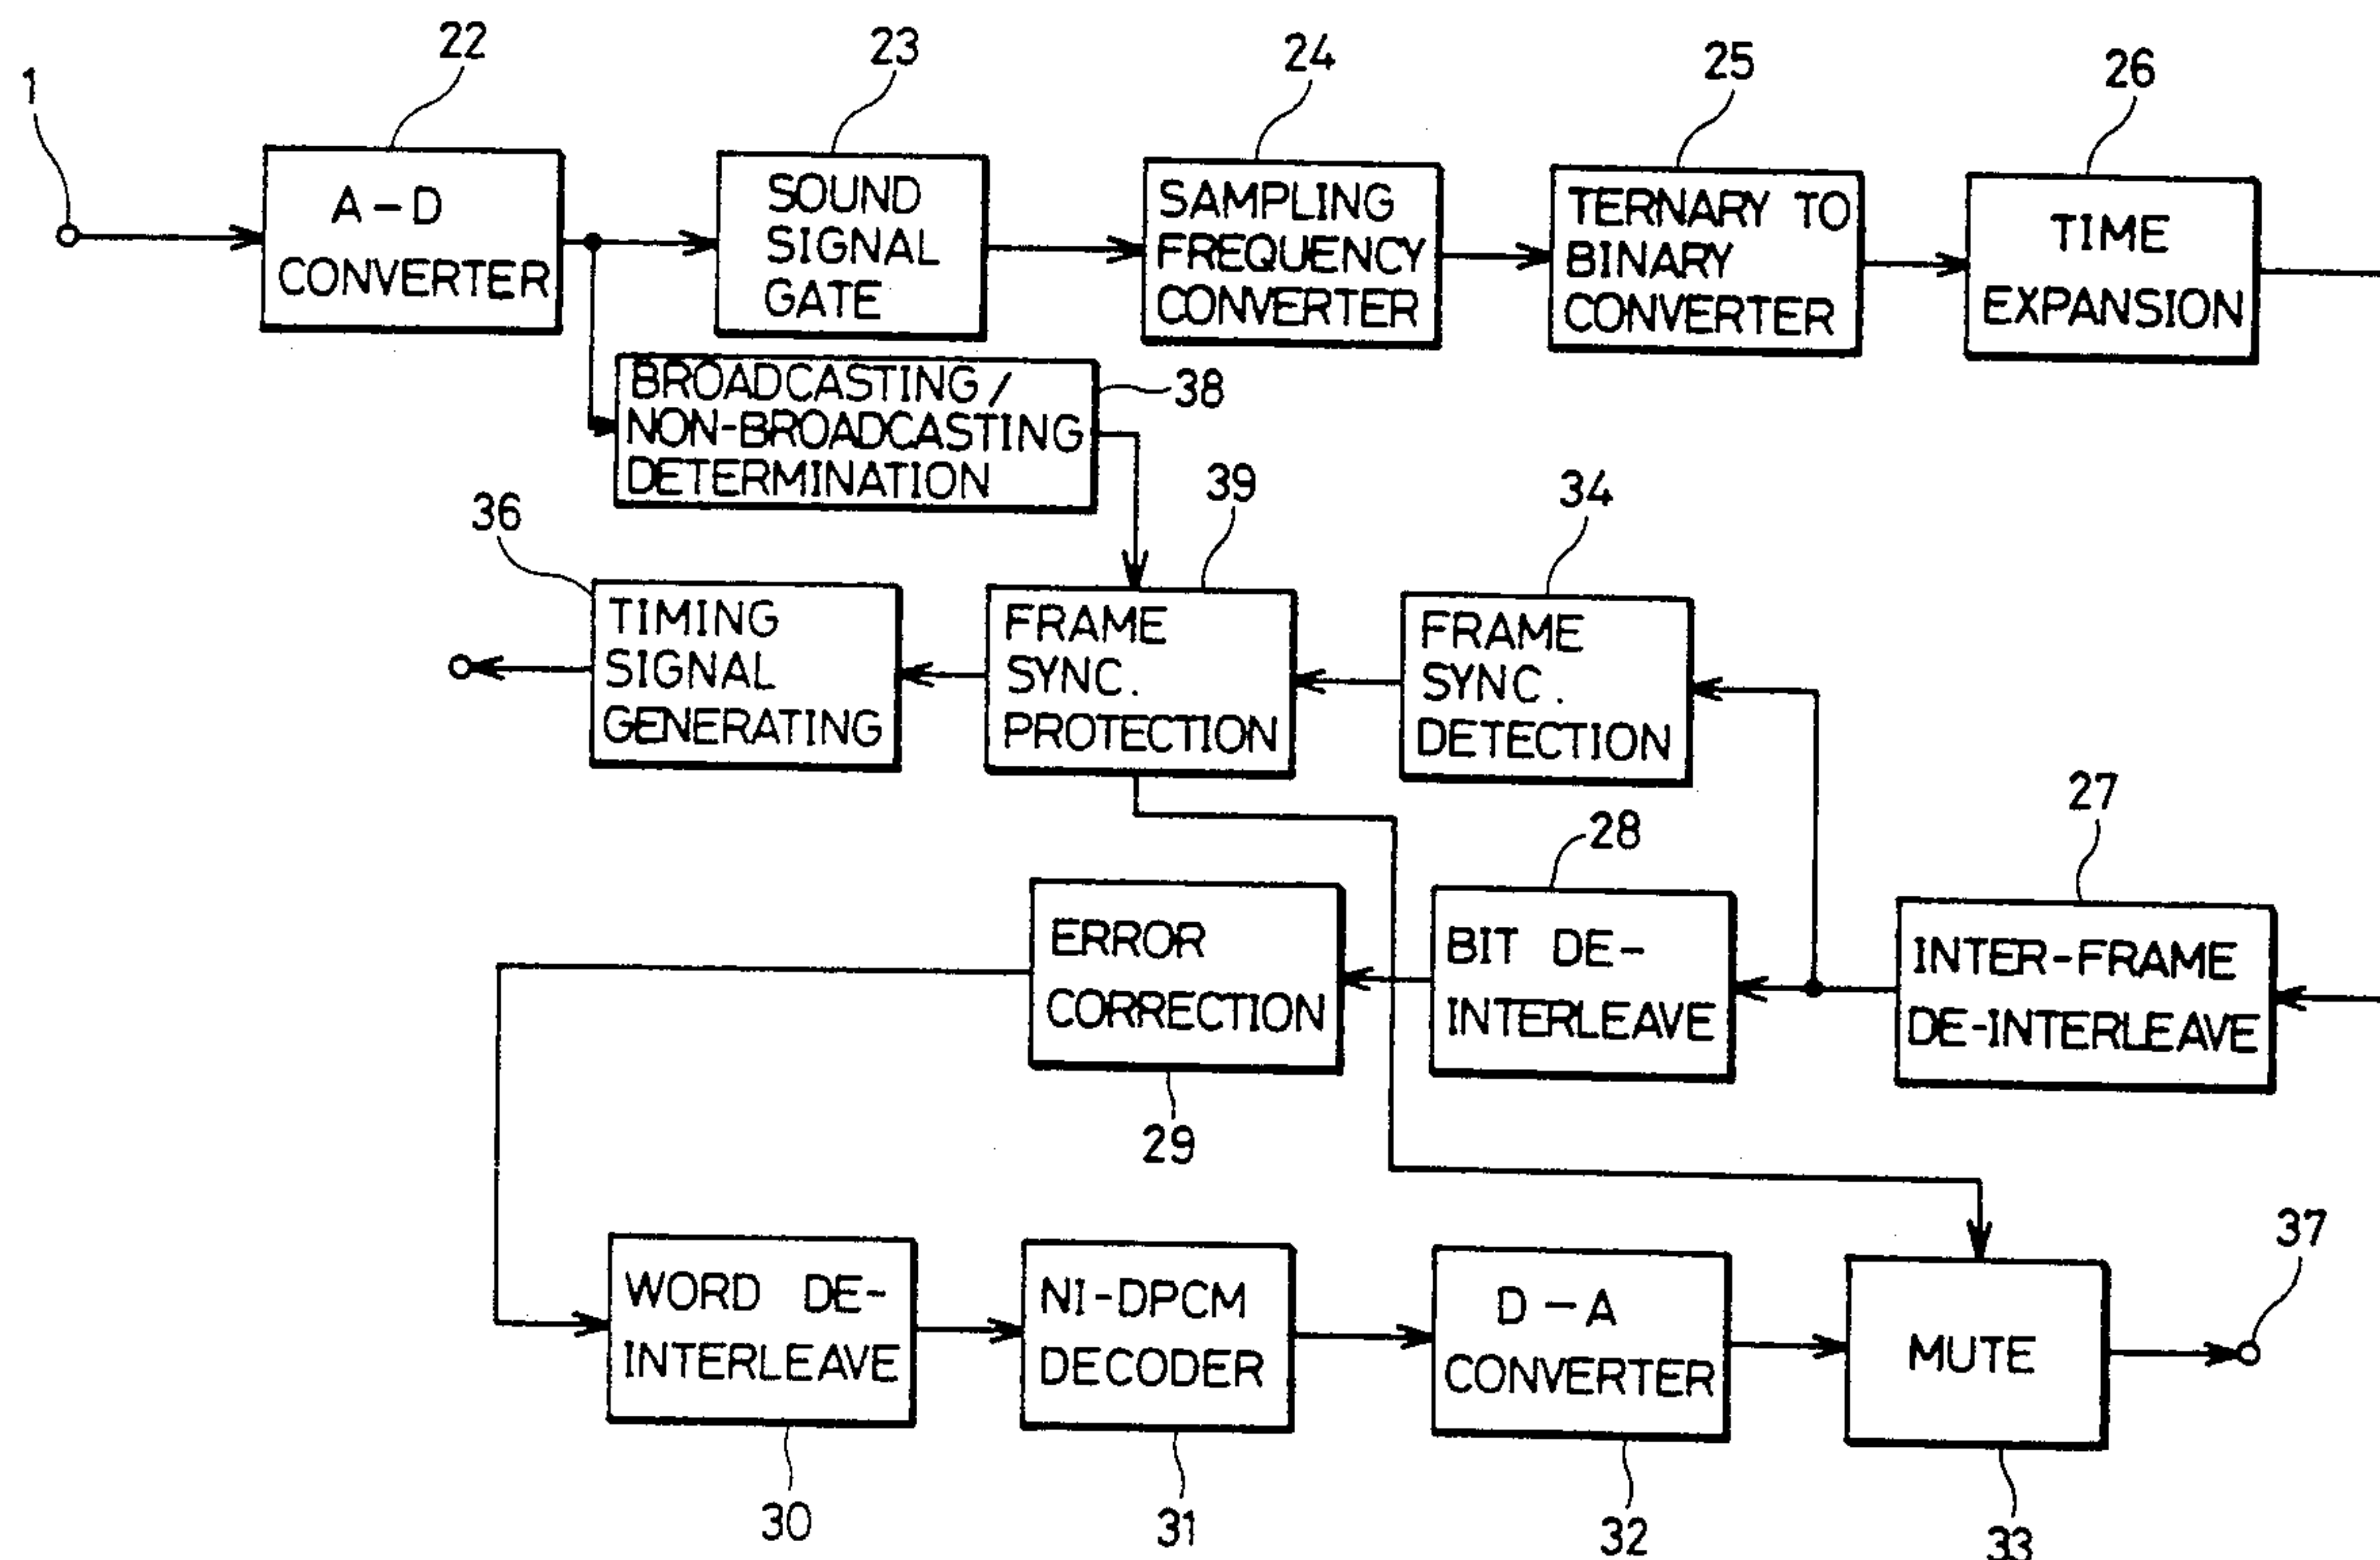 22
23
24
25
26
1
A-D
CONVERTER
SOUND
SIGNAL
GATE
SAMPLING
FREQUENCY
CONVERTER
TERNARY TO
BINARY
CONVERTER
TIME
EXPANSION
BROADCASTING/
NON-BROADCASTING
DETERMINATION
38
36
39
34
TIMING
SIGNAL
GENERATING
FRAME
SYNC.
PROTECTION
FRAME
SYNC.
DETECTION
28
27
ERROR
CORRECTION
BIT DE-
INTERLEAVE
INTER-FRAME
DE-INTERLEAVE
29
WORD DE-
INTERLEAVE
NI-DPCM
DECODER
D-A
CONVERTER
MUTE
37
30
31
32
33